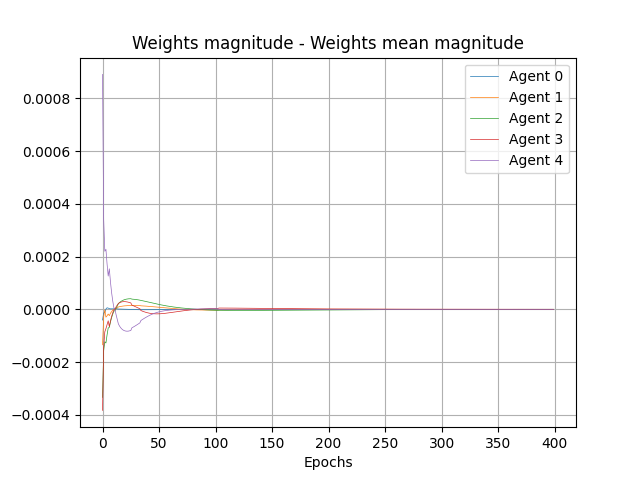 Weights magnitude - Weights mean magnitude
Agent 0
Agent 1
Agent 2
Agent 3
Agent 4
0.0008
0.0006
0.0004
0.0002
0.0000
−0.0002
−0.0004
0 50 100 150 200 250 300 350 400
Epochs